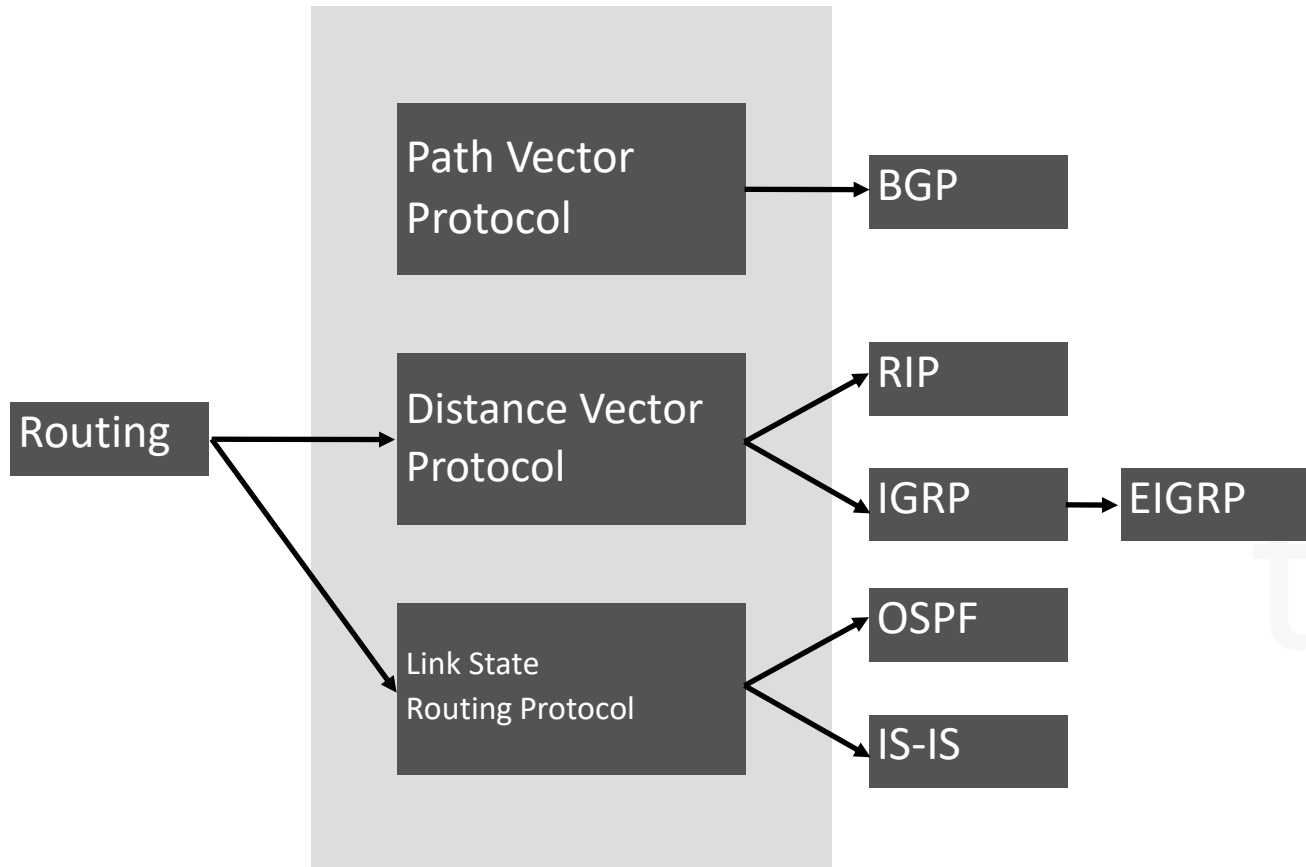 Path Vector
Protocol
BGP
Routing
Distance Vector
Protocol
RIP
IGRP
EIGRP
Link State
Routing Protocol
OSPF
IS-IS